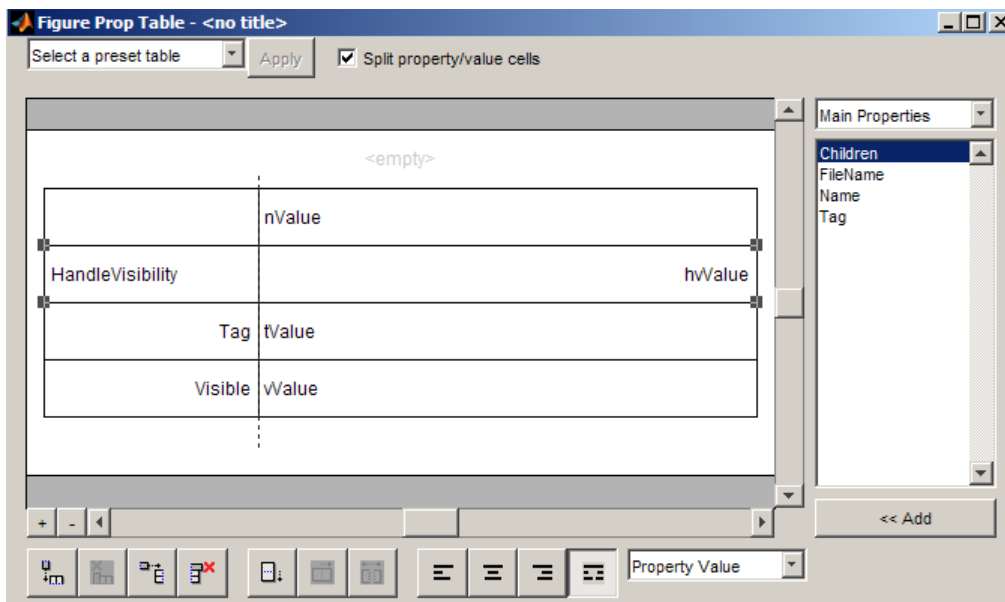 Figure Prop Table - <no title>
Select a preset table
Apply
Split property/value cells
Main Properties
<empty>
Children
FileName
Name
Tag
nValue
HandleVisibility hvValue
Tag tValue
Visible vValue
+ -
<< Add
Property Value